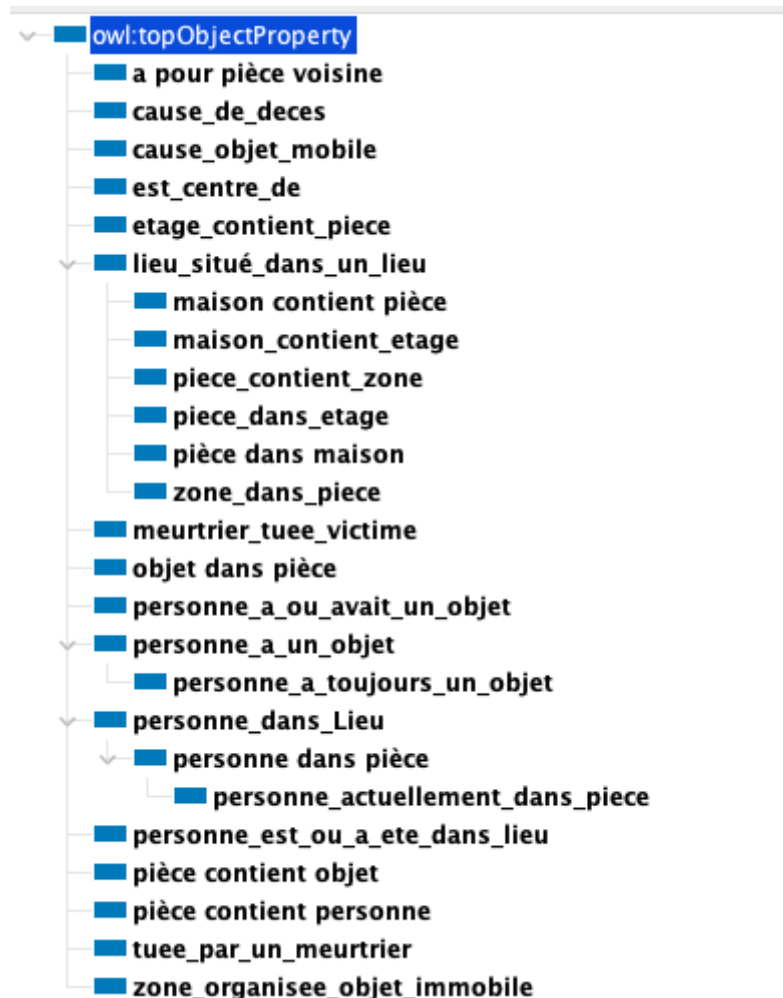 owl:topObjectProperty
a pour pièce voisine
cause_de_deces
cause_objet_mobile
est_centre_de
etage_contient_piece
lieu_situé_dans_un_lieu
maison contient pièce
maison_contient_etage
piece_contient_zone
piece_dans_etage
pièce dans maison
zone_dans_piece
meurtrier_tuee_victime
objet dans pièce
personne_a_ou_avait_un_objet
personne_a_un_objet
personne_a_toujours_un_objet
personne_dans_Lieu
personne dans pièce
personne_actuellement_dans_piece
personne_est_ou_a_ete_dans_lieu
pièce contient objet
pièce contient personne
tuee_par_un_meurtrier
zone_organisee_objet_immobile